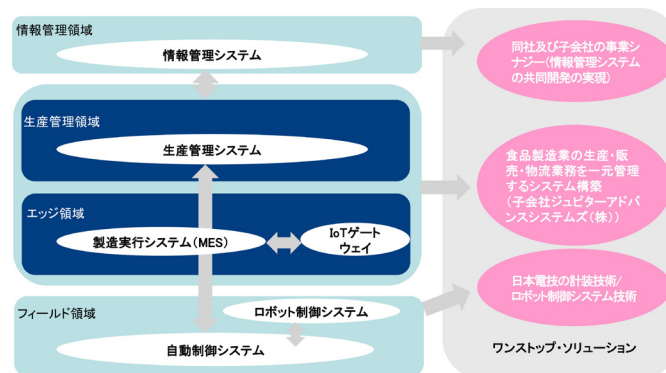 情報管理領域
情報管理システム
生産管理領域
生産管理システム
エッジ領域
製造実行システム(MES)
IoTゲート
ウェイ
フィールド領域
ロボット制御システム
自動制御システム
同社及び子会社の事業シ
ナジー(情報管理システム
の共同開発の実現)
食品製造業の生産・販
売・物流業務を一元管理
するシステム構築
(子会社ジュピターアドバ
ンスシステムズ(株))
日本電技の計装技術/
ロボット制御システム技術
ワンストップ・ソリューション